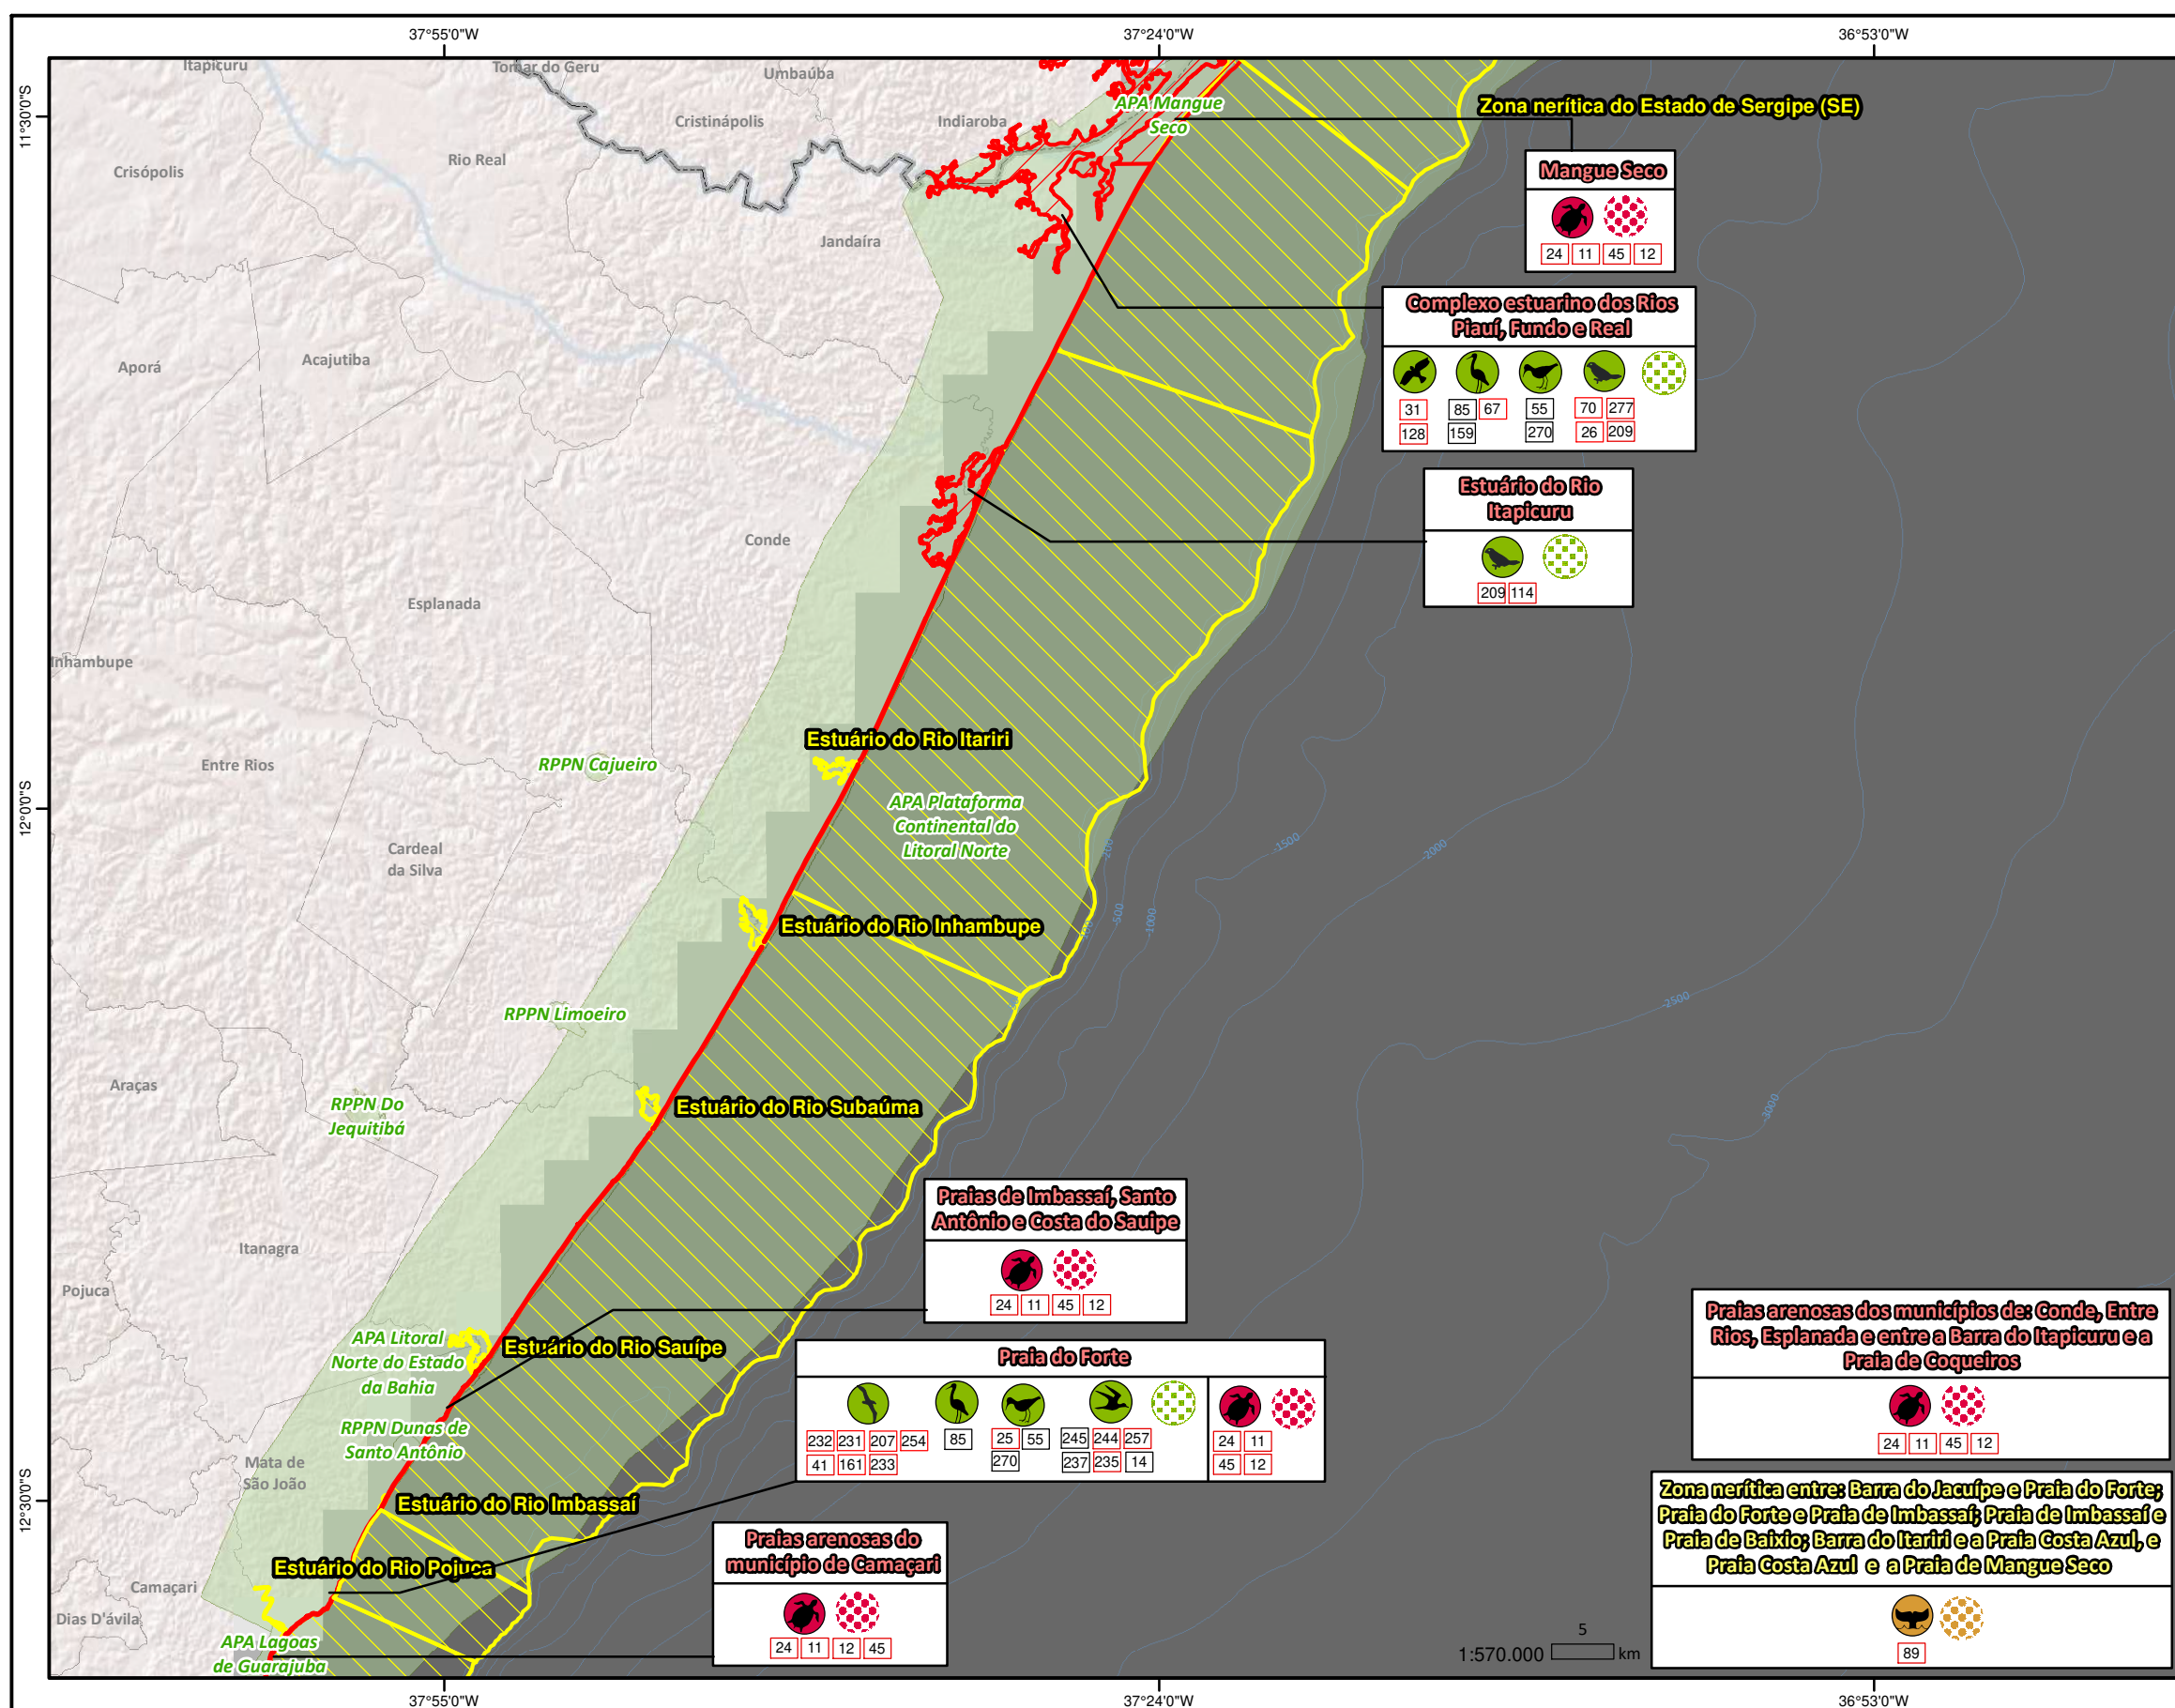 37°55'0"W
37°24'0"W
36°53'0"W
11°30'0"S
12°0'0"S
12°30'0"S
Itapicuru
Tomar do Geru
Umbaúba
Cristinápolis
Indiaroba
APA Mangue
Seco
Zona nerítica do Estado de Sergipe (SE)
Crisópolis
Rio Real
Jandaíra
Mangue Seco
24 11 45 12
Complexo estuarino dos Rios
Piauí, Fundo e Real
31 85 67 55 70 277
128 159 270 26 209
Aporá
Acajutiba
Estuário do Rio
Itapicuru
209 114
Conde
Esplanada
Inhambupe
Estuário do Rio Itariri
Entre Rios
RPPN Cajueiro
APA Plataforma
Continental do
Litoral Norte
Cardeal
da Silva
-200
-1500
-2000
-500
-1000
Estuário do Rio Inhambupe
-2500
RPPN Limoeiro
Araças
RPPN Do
Jequitibá
Estuário do Rio Subaúma
-3000
Praias de Imbassaí, Santo
Antônio e Costa do Sauipe
24 11 45 12
Itanagra
Pojuca
APA Litoral
Norte do Estado
da Bahia
Estuário do Rio Sauípe
RPPN Dunas de
Santo Antônio
Praia do Forte
232 231 207 254 85 25 55 245 244 257 24 11
41 161 233 270 237 235 14 45 12
Praias arenosas dos municípios de: Conde, Entre
Rios, Esplanada e entre a Barra do Itapicuru e a
Praia de Coqueiros
24 11 45 12
Mata de
São João
Estuário do Rio Imbassaí
Zona nerítica entre: Barra do Jacuípe e Praia do Forte;
Praia do Forte e Praia de Imbassaí; Praia de Imbassaí e
Praia de Baixio; Barra do Itariri e a Praia Costa Azul, e
Praia Costa Azul e a Praia de Mangue Seco
89
Estuário do Rio Pojuca
Camaçari
Dias D'ávila
APA Lagoas
de Guarajuba
Praias arenosas do
município de Camaçari
24 11 12 45
5
1:570.000 km
37°55'0"W
37°24'0"W
36°53'0"W